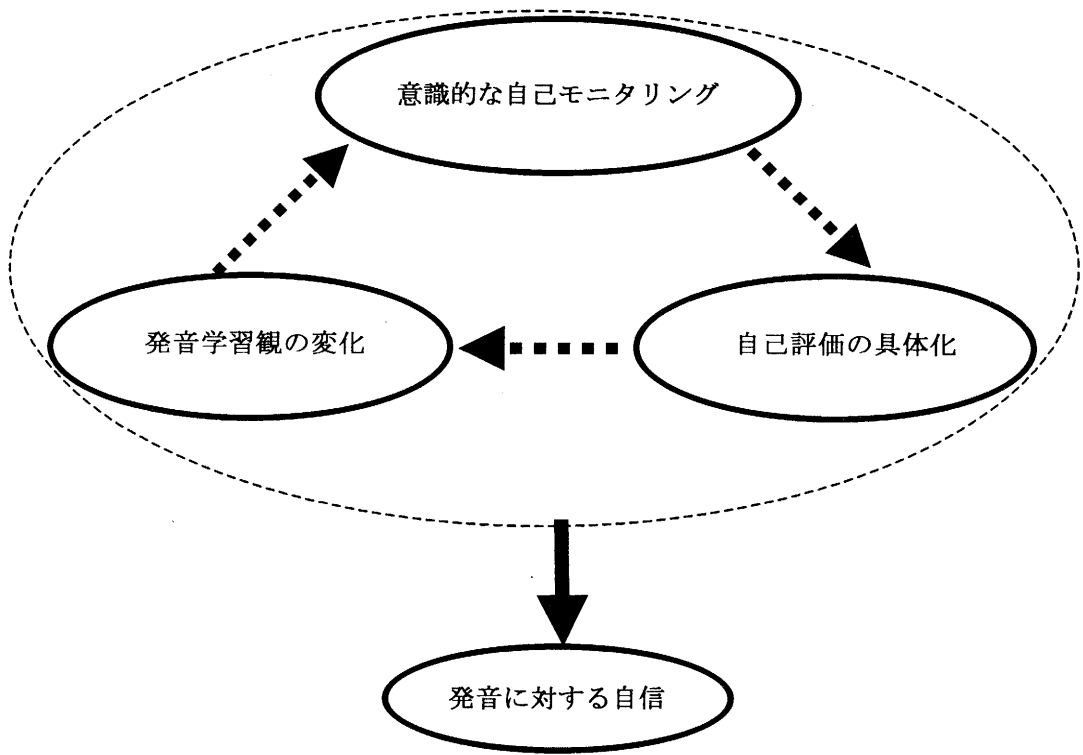 意識的な自己モニタリング
発音学習観の変化
自己評価の具体化
発音に対する自信